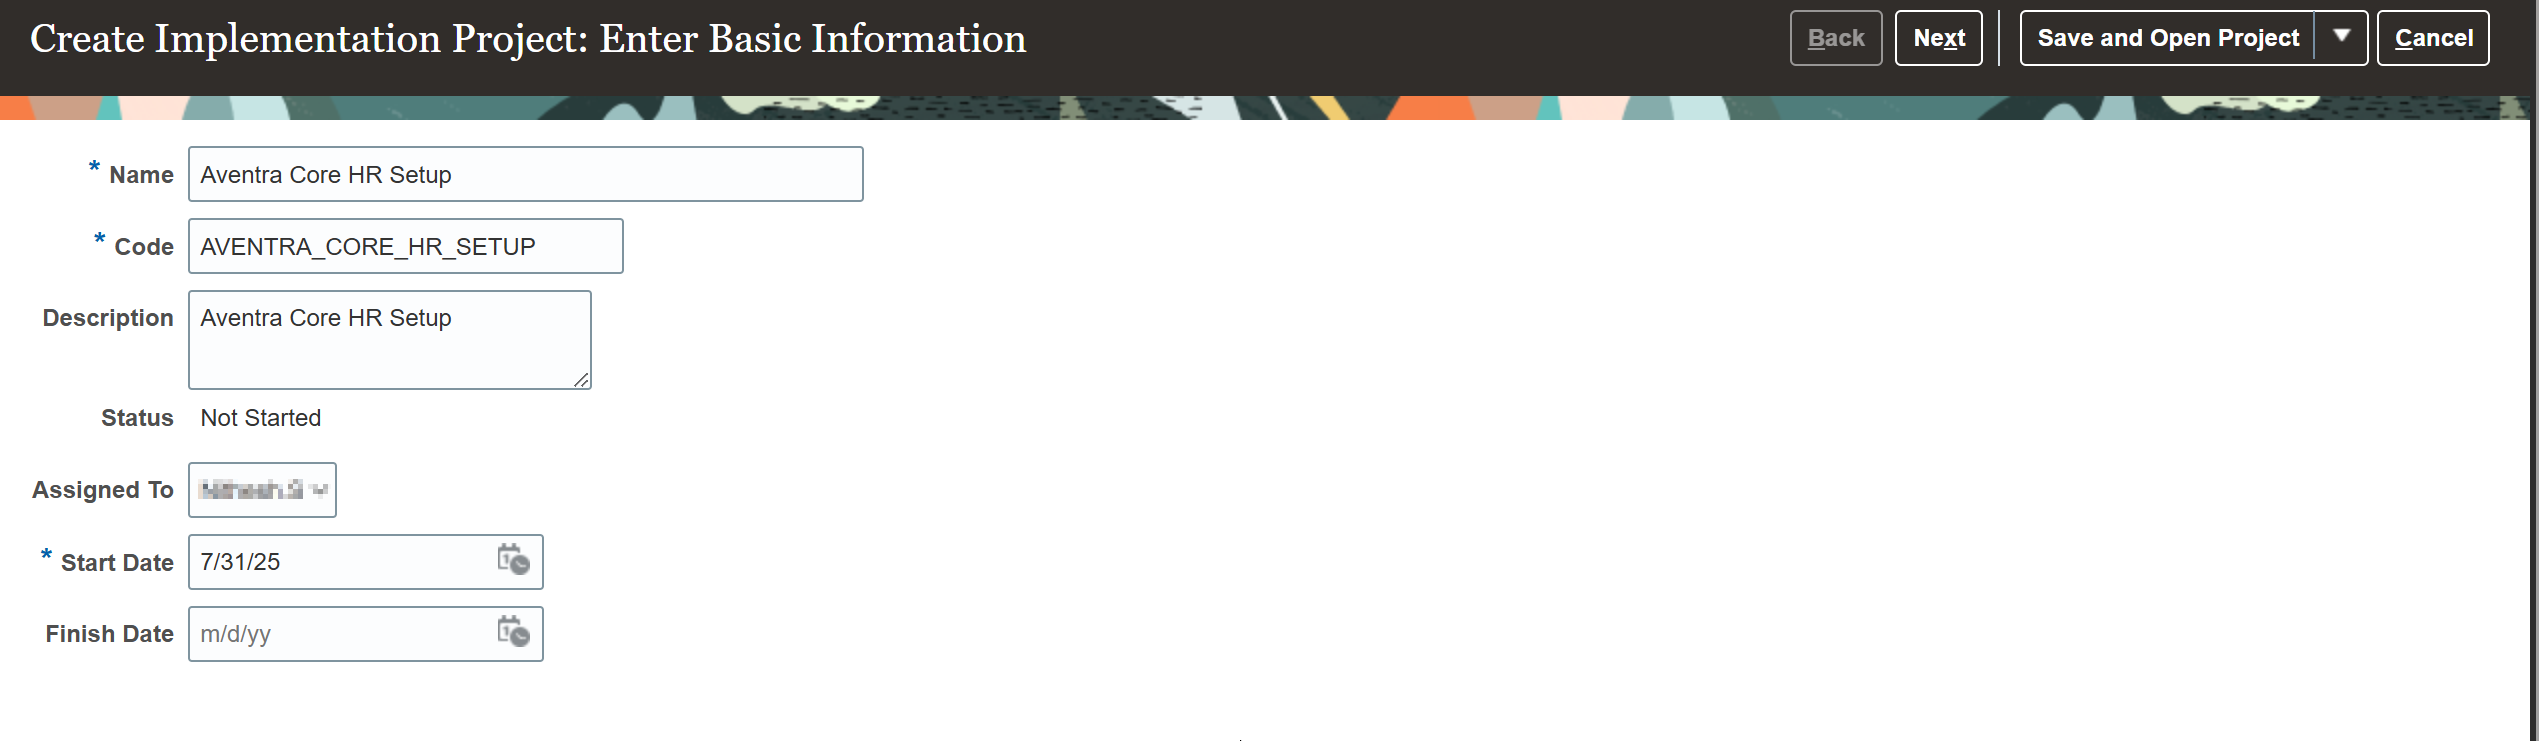 Create Implementation Project: Enter Basic Information
Back
Next
Save and Open Project
Cancel
* Name Aventra Core HR Setup
* Code AVENTRA_CORE_HR_SETUP
Description Aventra Core HR Setup
Status Not Started
Assigned To
* Start Date 7/31/25
Finish Date m/d/yy